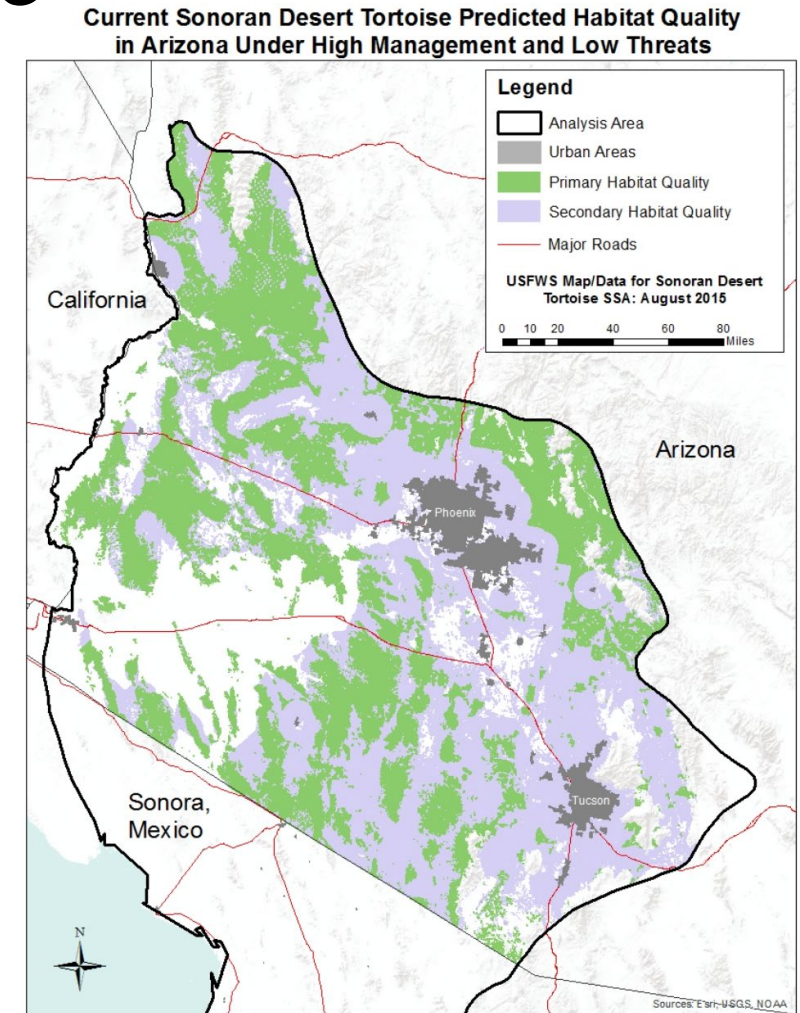 Current Sonoran Desert Tortoise Predicted Habitat Quality
in Arizona Under High Management and Low Threats
Legend
Analysis Area
Urban Areas
Primary Habitat Quality
Secondary Habitat Quality
Major Roads
USFWS Map/Data for Sonoran Desert
Tortoise SSA: August 2015
0 10 20 40 60 80
Miles
California
Arizona
Phoenix
Tucson
Sonora,
Mexico
N
Sources: Esri, USGS, NOAA